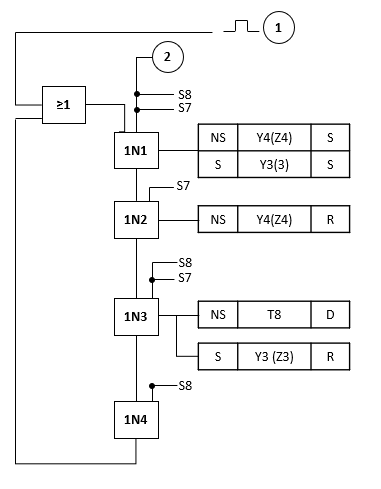 1
2
S8
≥1
S7
1N1
NS Y4(Z4) S
S Y3(3) S
S7
1N2
NS Y4(Z4) R
S8
S7
1N3
NS T8 D
S Y3 (Z3) R
S8
1N4